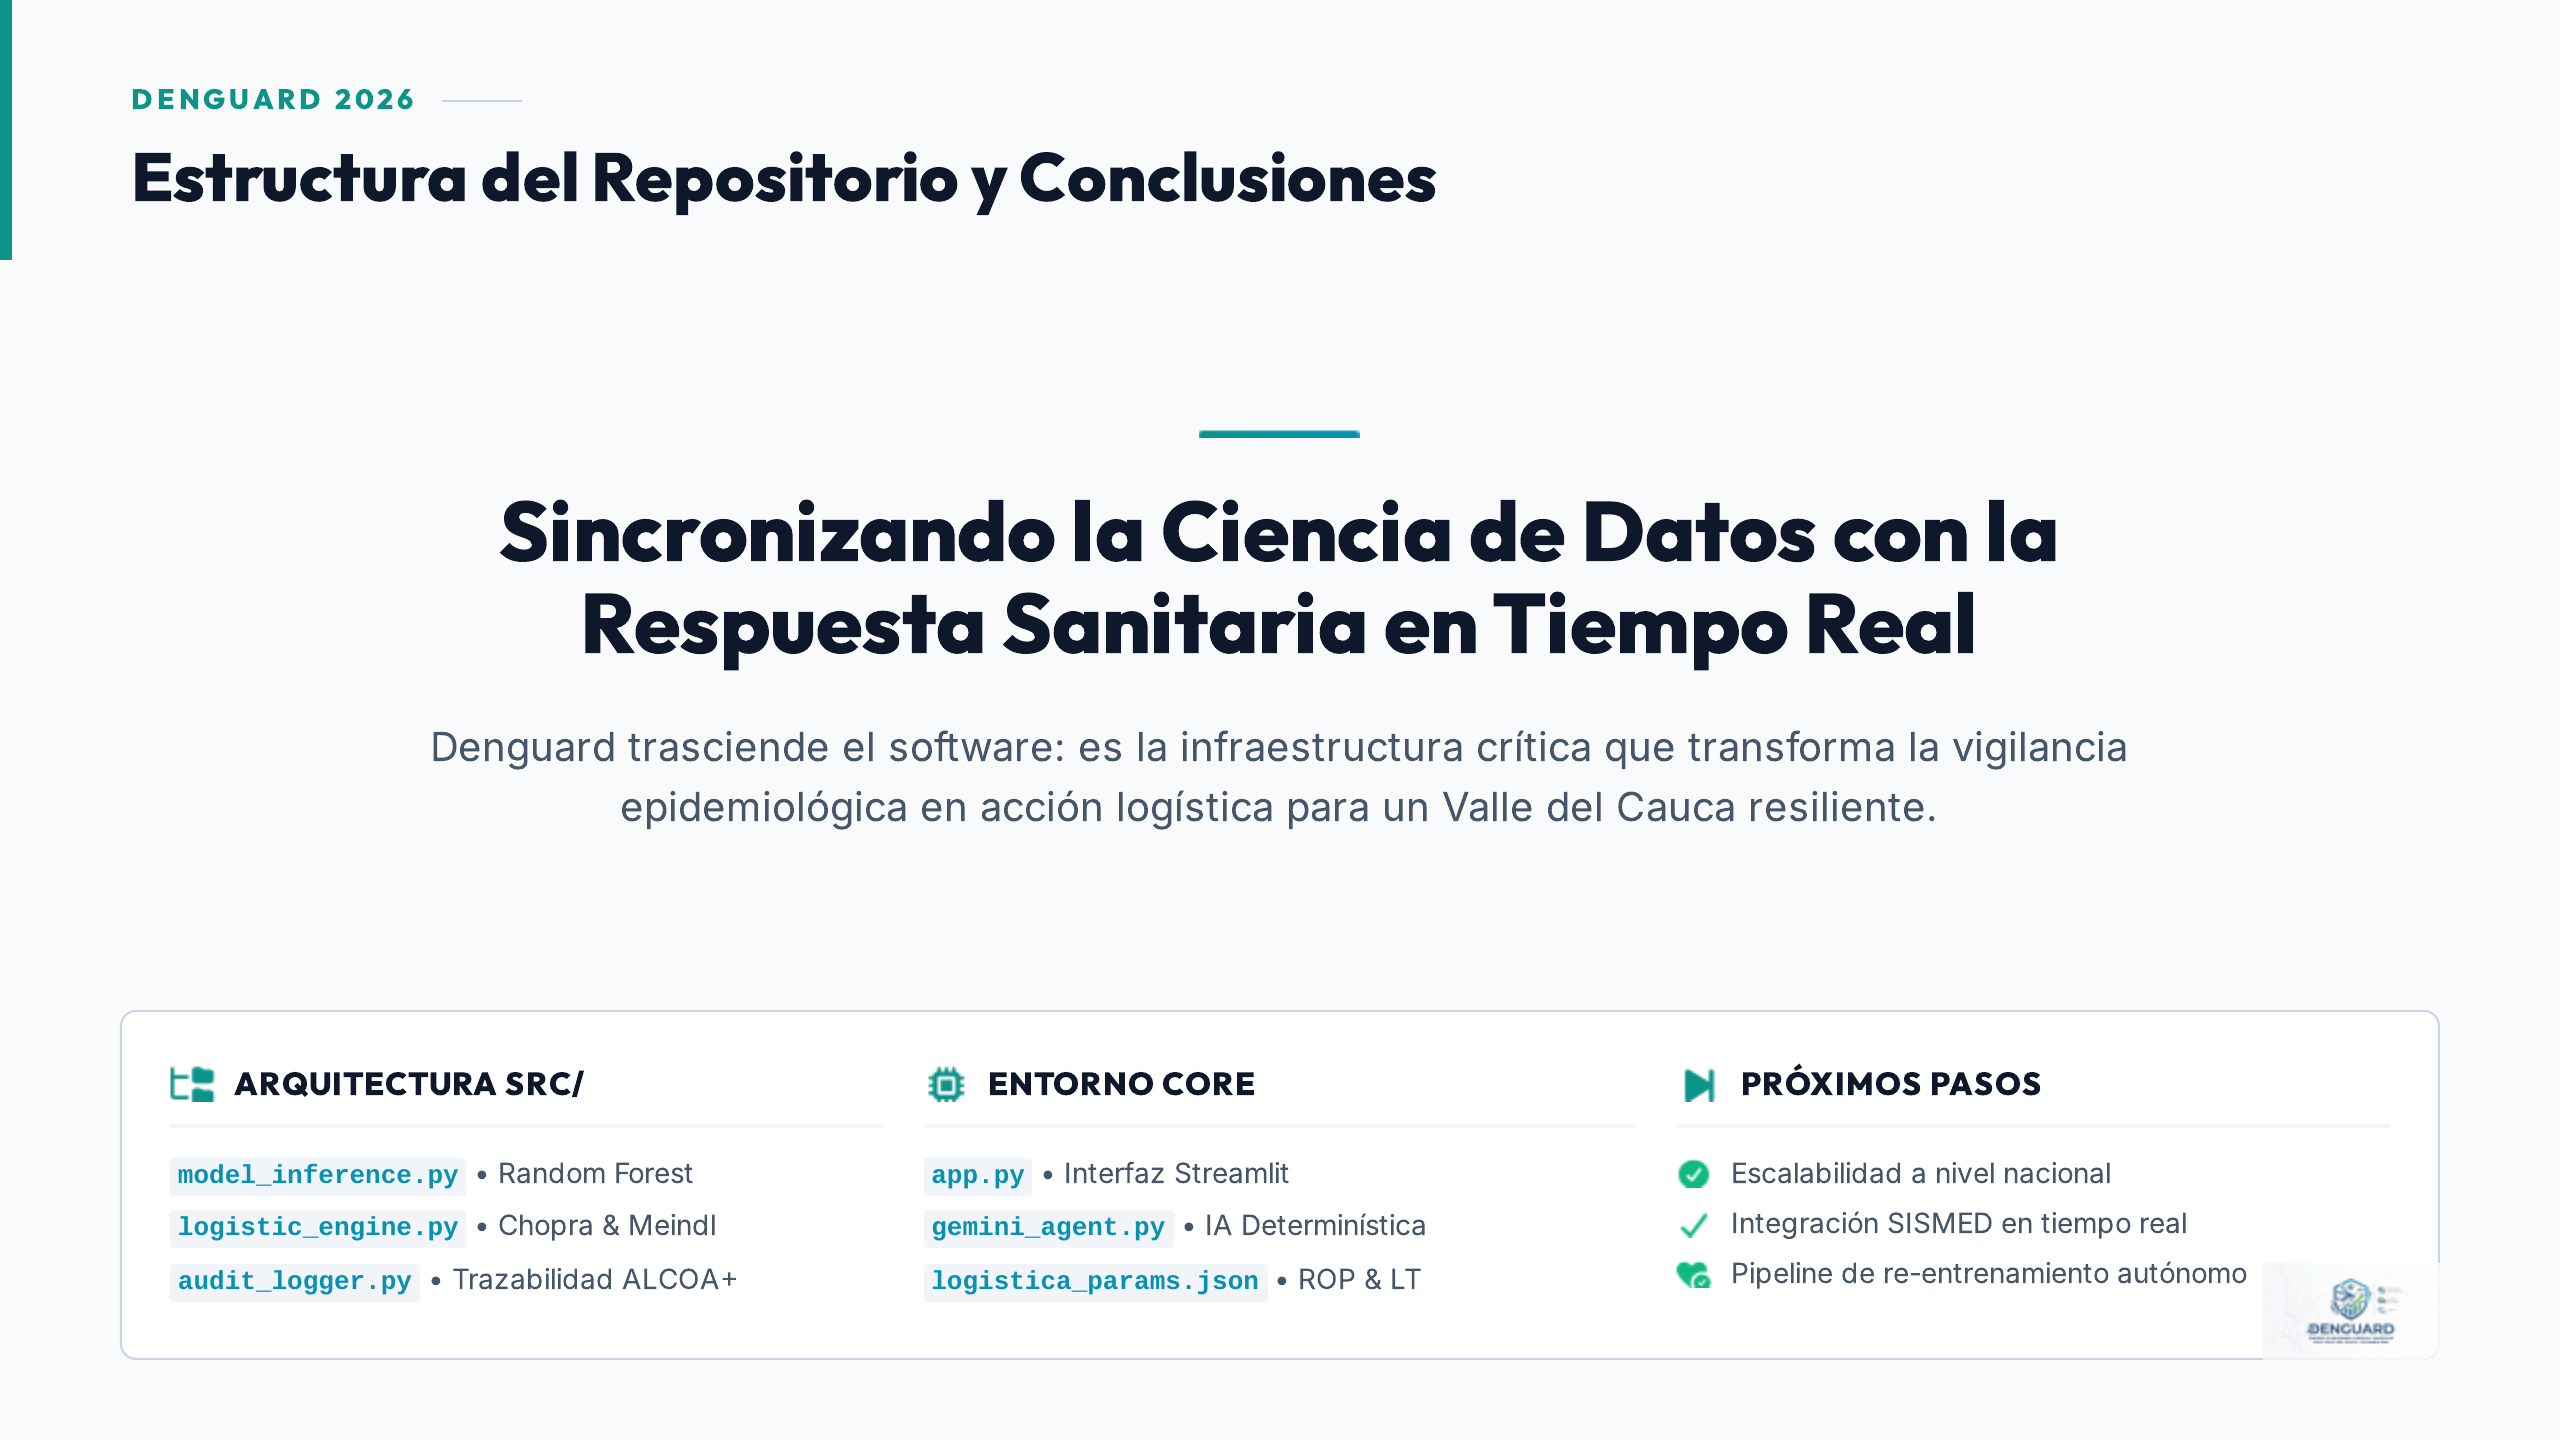 DENGUARD 2026
Estructura del Repositorio y Conclusiones
Sincronizando la Ciencia de Datos con la
Respuesta Sanitaria en Tiempo Real
Denguard trasciende el software: es la infraestructura crítica que transforma la vigilancia
epidemiológica en acción logística para un Valle del Cauca resiliente.
ARQUITECTURA SRC/
model_inference.py • Random Forest
logistic_engine.py • Chopra & Meindl
audit_logger.py • Trazabilidad ALCOA+
ENTORNO CORE
app.py • Interfaz Streamlit
gemini_agent.py • IA Determinística
logistica_params.json • ROP & LT
PRÓXIMOS PASOS
Escalabilidad a nivel nacional
Integración SISMED en tiempo real
Pipeline de re-entrenamiento autónomo
DENGUARD